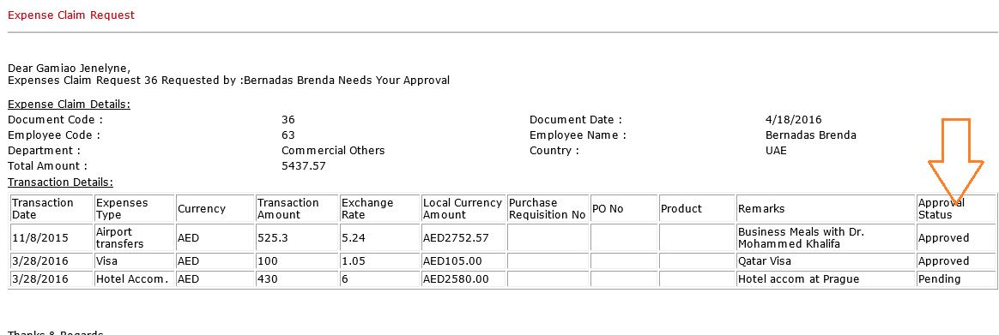 Expense Claim Request
Dear Gamiao Jenelyne,
Expenses Claim Request 36 Requested by :Bernadas Brenda Needs Your Approval
Expense Claim Details:
Document Code : 36 Document Date : 4/18/2016
Employee Code : 63 Employee Name : Bernadas Brenda
Department : Commercial Others Country : UAE
Total Amount : 5437.57
Transaction Details:
Transaction Date Expenses Type Currency Transaction Amount Exchange Rate Local Currency Amount Purchase Requisition No PO No Product Remarks Approval Status
11/8/2015 Airport transfers AED 525.3 5.24 AED2752.57 Business Meals with Dr. Mohammed Khalifa Approved
3/28/2016 Visa AED 100 1.05 AED105.00 Qatar Visa Approved
3/28/2016 Hotel Accom. AED 430 6 AED2580.00 Hotel accom at Prague Pending
Thanks & Regards